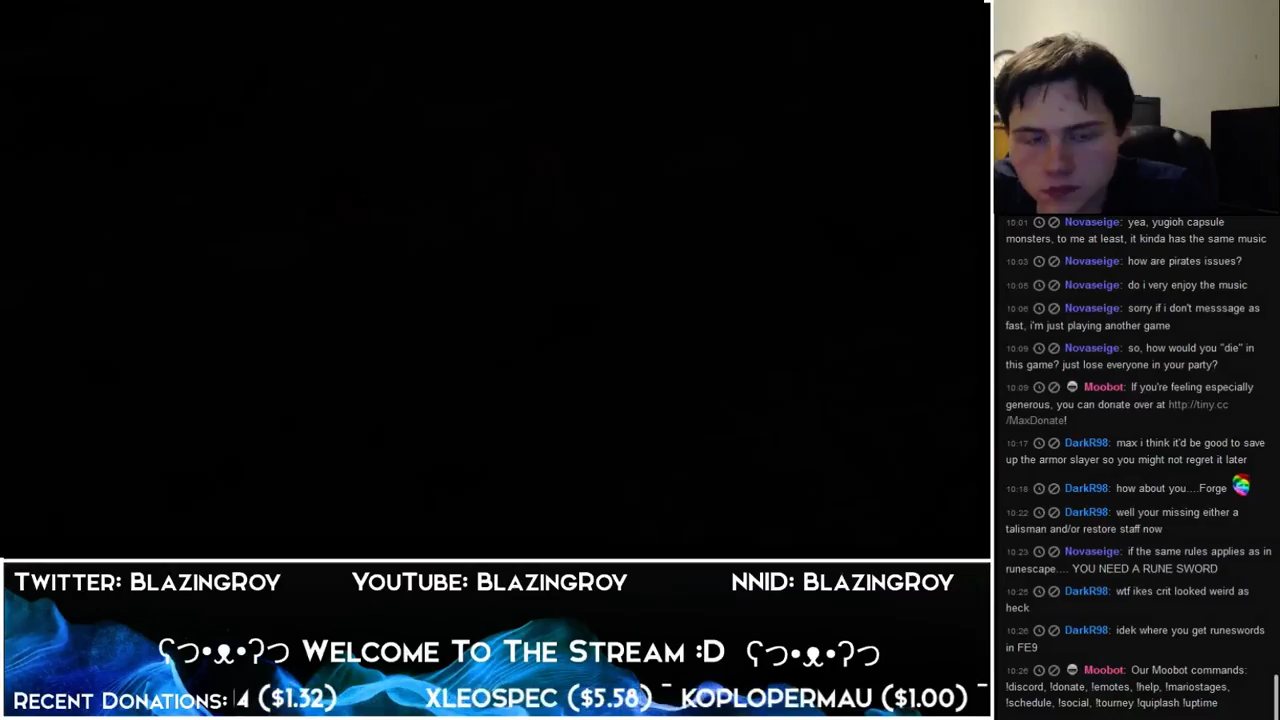 10:01 Novaseige: yea, yugioh capsule
monsters, to me at least, it kinda has the same music
10:03 Novaseige: how are pirates issues?
10:05 Novaseige: do i very enjoy the music
10:06 Novaseige: sorry if i don't messsage as
fast, i'm just playing another game
10:09 Novaseige: so, how would you "die" in
this game? just lose everyone in your party?
10:09 Moobot: If you're feeling especially
generous, you can donate over at http://tiny.cc
/MaxDonate!
10:17 DarkR98: max i think it'd be good to save
up the armor slayer so you might not regret it later
10:18 DarkR98: how about you....Forge
10:22 DarkR98: well your missing either a
talisman and/or restore staff now
10:23 Novaseige: if the same rules applies as in
runescape.... YOU NEED A RUNE SWORD
10:25 DarkR98: wtf ikes crit looked weird as
heck
10:26 DarkR98: idek where you get runeswords
in FE9
10:26 Moobot: Our Moobot commands:
!discord, !donate, !emotes, !help, !mariostages,
!schedule, !social, !tourney !quiplash !uptime
Twitter: BlazingRoy YouTube: BlazingRoy NNID: BlazingRoy
ʕつ•ᴥ•ʔつ Welcome To The Stream :D ʕつ•ᴥ•ʔつ
Recent Donations: 4 ($1.32) XLEOSPEC ($5.58) ~ KOPLOPERMAU ($1.00) ~